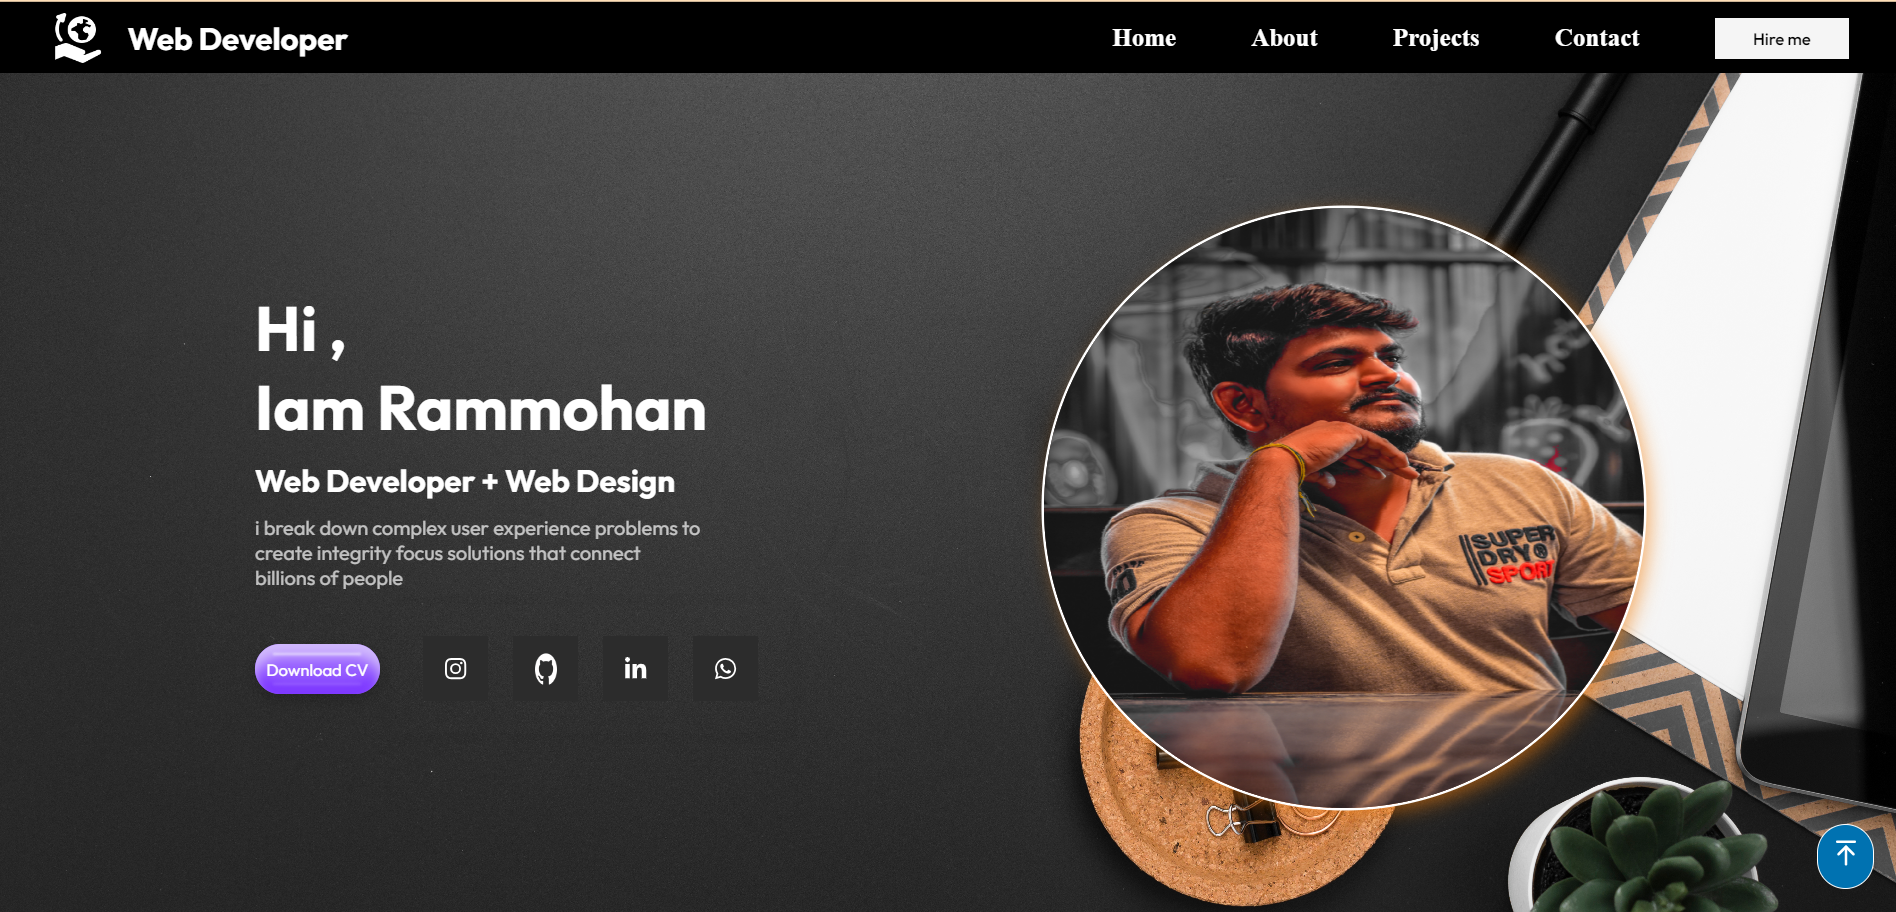 Web Developer
Home About Projects Contact Hire me
Hi ,
Iam Rammohan
Web Developer + Web Design
i break down complex user experience problems to
create integrity focus solutions that connect
billions of people
Download CV
SUPER
DRY®
SPORT